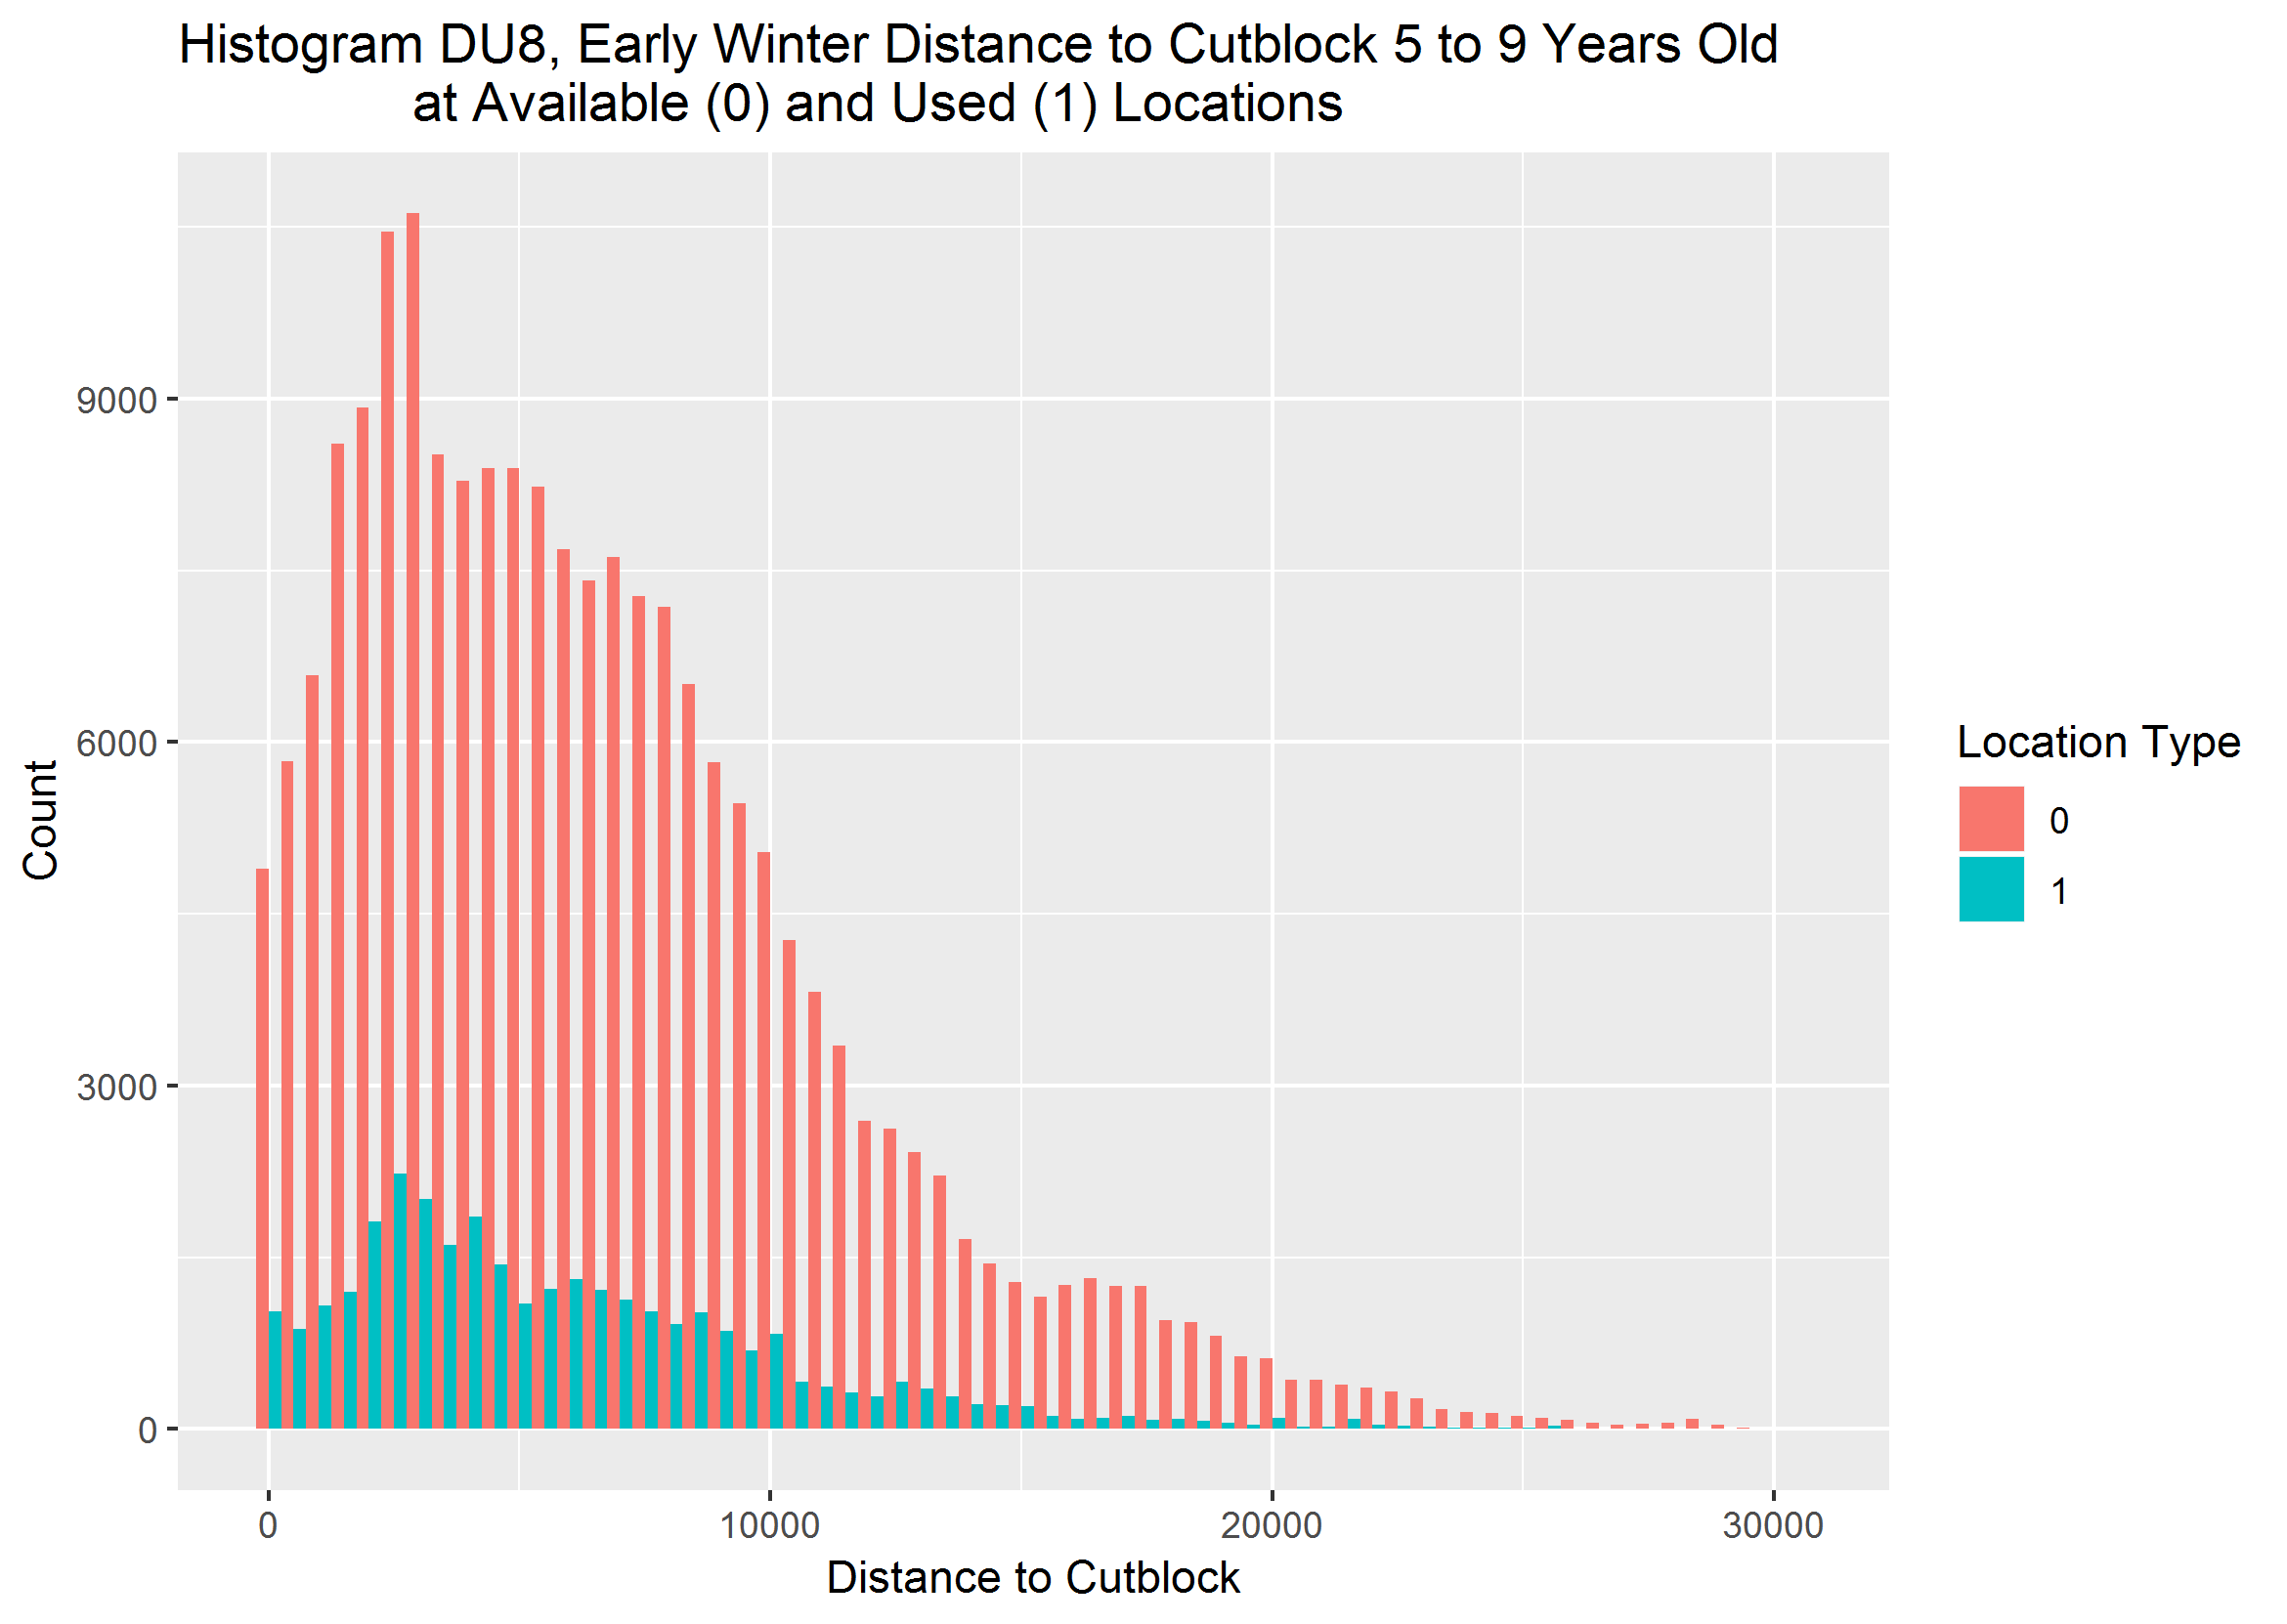 Histogram DU8, Early Winter Distance to Cutblock 5 to 9 Years Old
at Available (0) and Used (1) Locations
9000
6000
3000
0
Count
0 10000 20000 30000
Distance to Cutblock
Location Type
0
1